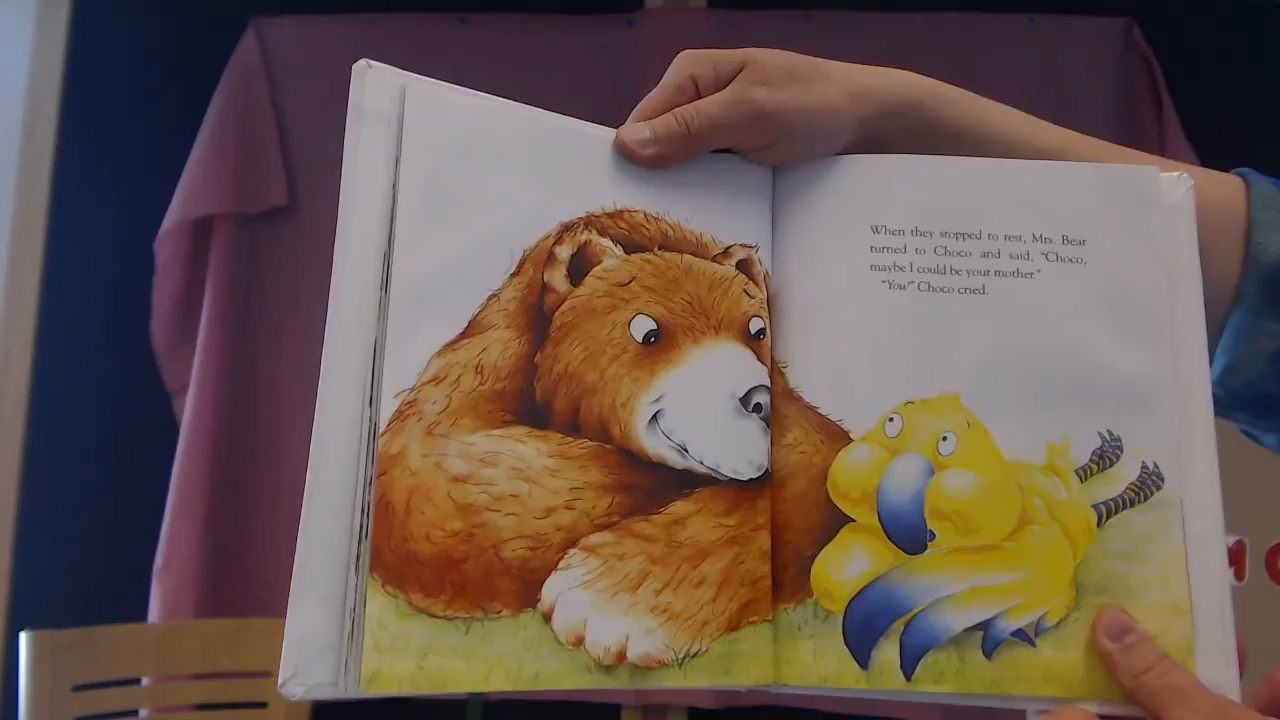 When they stopped to rest, Mrs. Bear
turned to Choco and said, "Choco,
maybe I could be your mother."
"You?" Choco cried.